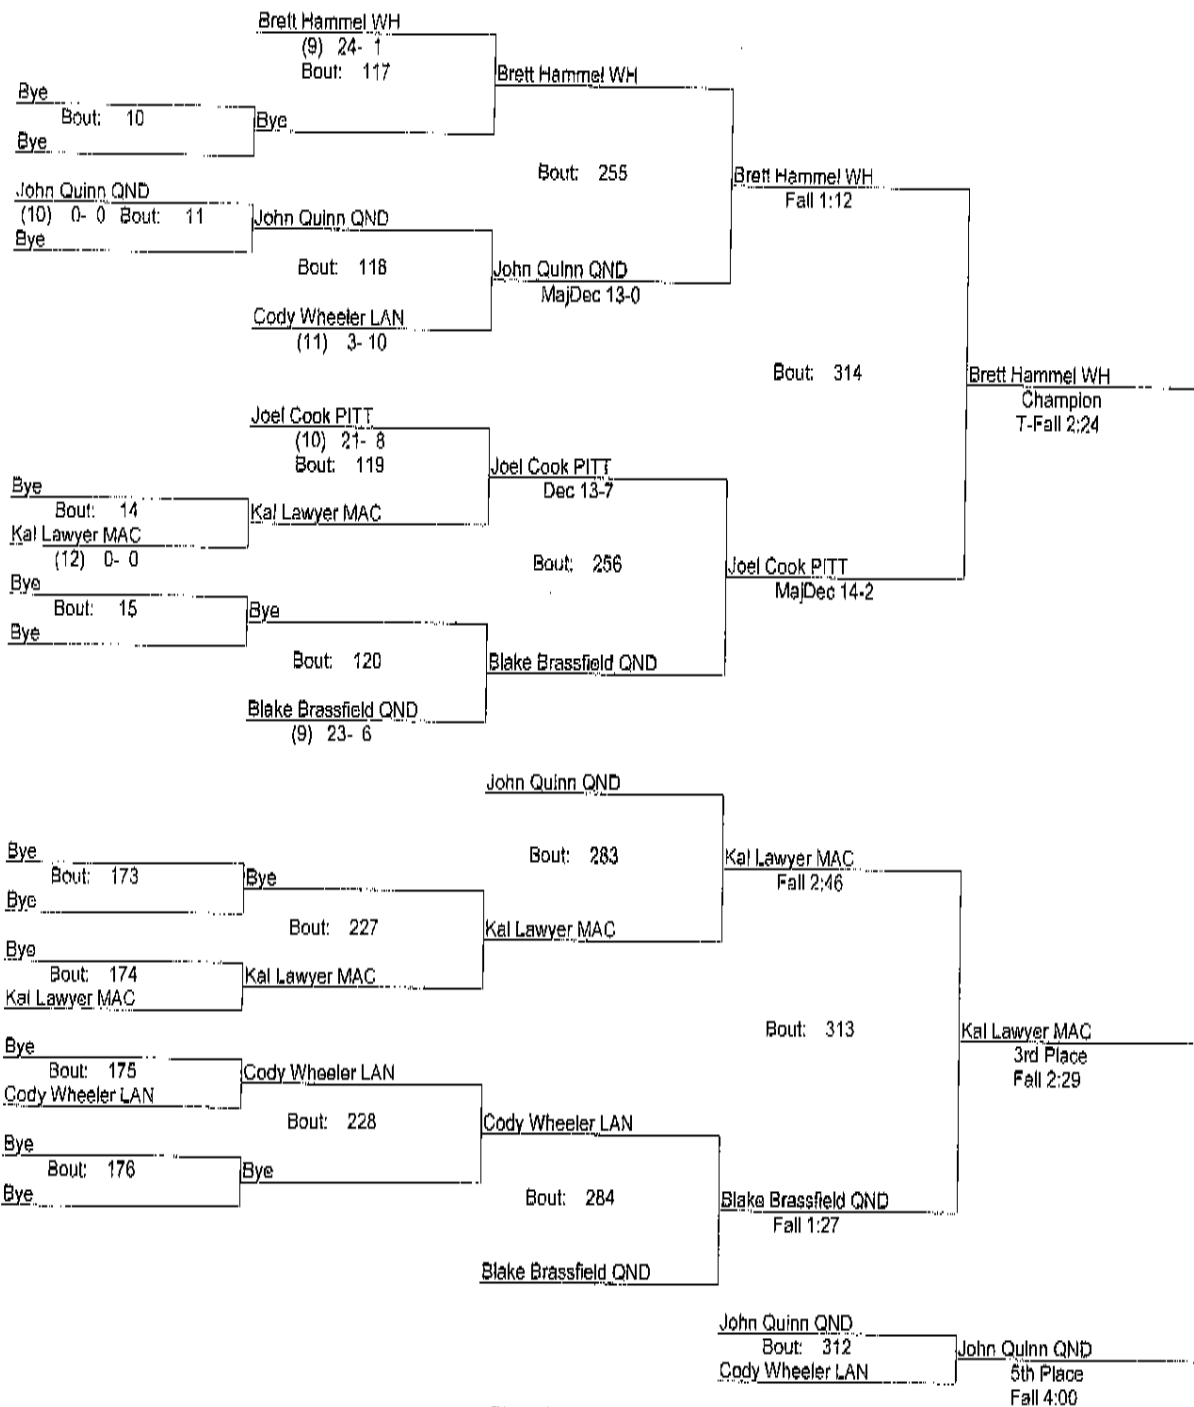 Brett Hammel WH
(9) 24- 1
Bout: 117
Brett Hammel WH
Bye
Bout: 10
Bye
Bye
Bout: 255
Brett Hammel WH
Fall 1:12
John Quinn QND
(10) 0- 0 Bout: 11
Bye
John Quinn QND
Bout: 118
John Quinn QND
MajDec 13-0
Cody Wheeler LAN
(11) 3- 10
Bout: 314
Brett Hammel WH
Champion
T-Fall 2:24
Joel Cook PITT
(10) 21- 8
Bout: 119
Joel Cook PITT
Dec 13-7
Bye
Bout: 14
Kal Lawyer MAC
(12) 0- 0
Kal Lawyer MAC
Bout: 256
Joel Cook PITT
MajDec 14-2
Bye
Bout: 15
Bye
Bye
Bout: 120
Blake Brassfield QND
Blake Brassfield QND
(9) 23- 6
John Quinn QND
Bout: 283
Kal Lawyer MAC
Fall 2:46
Bye
Bout: 173
Bye
Bye
Bout: 227
Kal Lawyer MAC
Bye
Bout: 174
Kal Lawyer MAC
Kal Lawyer MAC
Bout: 313
Kal Lawyer MAC
3rd Place
Fall 2:29
Bye
Bout: 175
Cody Wheeler LAN
Cody Wheeler LAN
Bout: 228
Cody Wheeler LAN
Bye
Bout: 176
Bye
Bye
Bout: 284
Blake Brassfield QND
Fall 1:27
Blake Brassfield QND
John Quinn QND
Bout: 312
Cody Wheeler LAN
John Quinn QND
5th Place
Fall 4:00